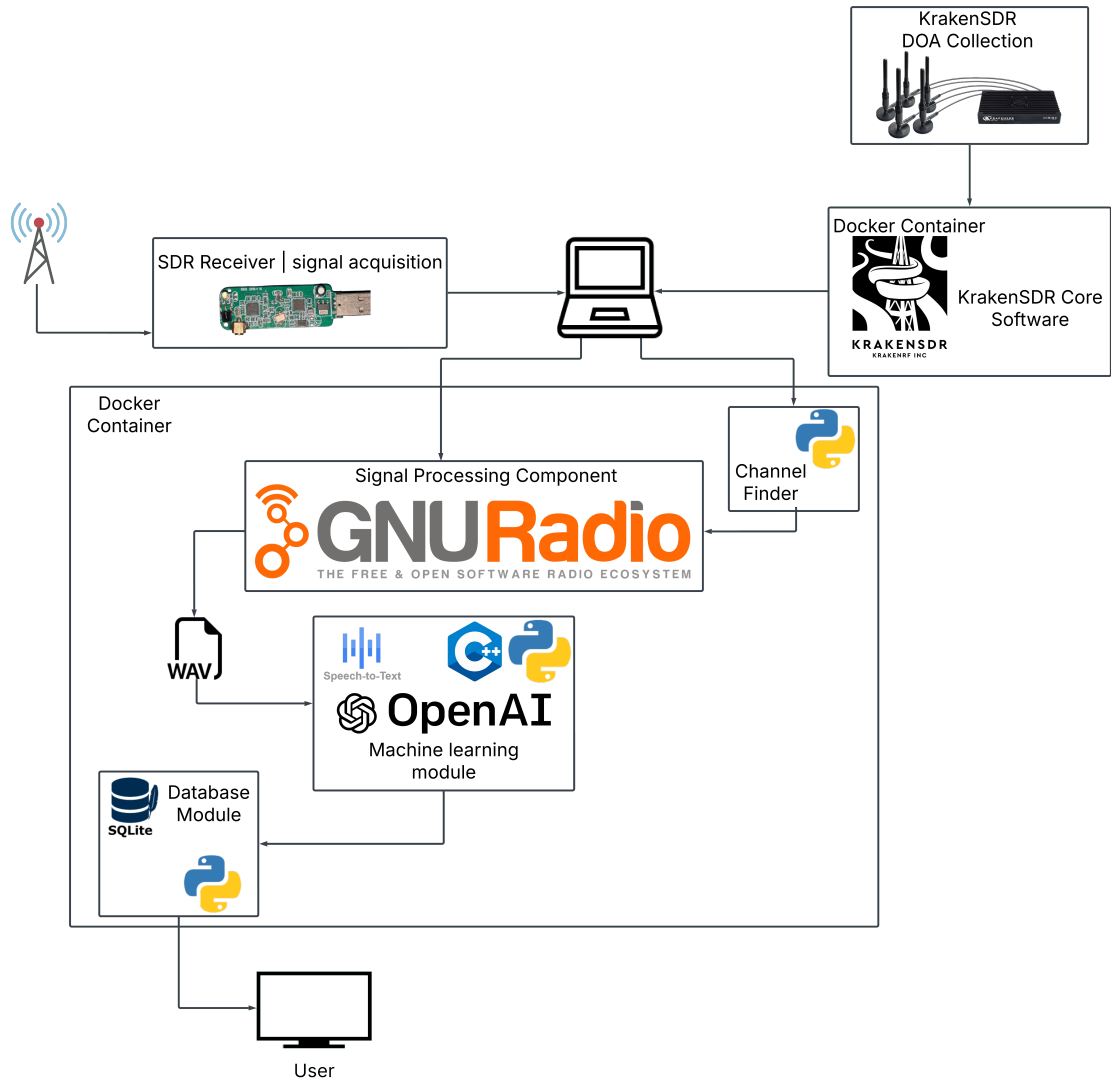 KrakenSDR
DOA Collection
Docker Container
KrakenSDR Core
Software
KRAKENSDR
KRAKENRF INC
SDR Receiver | signal acquisition
Docker
Container
Channel
Finder
Signal Processing Component
GNURadio
THE FREE & OPEN SOFTWARE RADIO ECOSYSTEM
WAV
Speech-to-Text
C++
OpenAI
Machine learning
module
Database
Module
SQLite
User